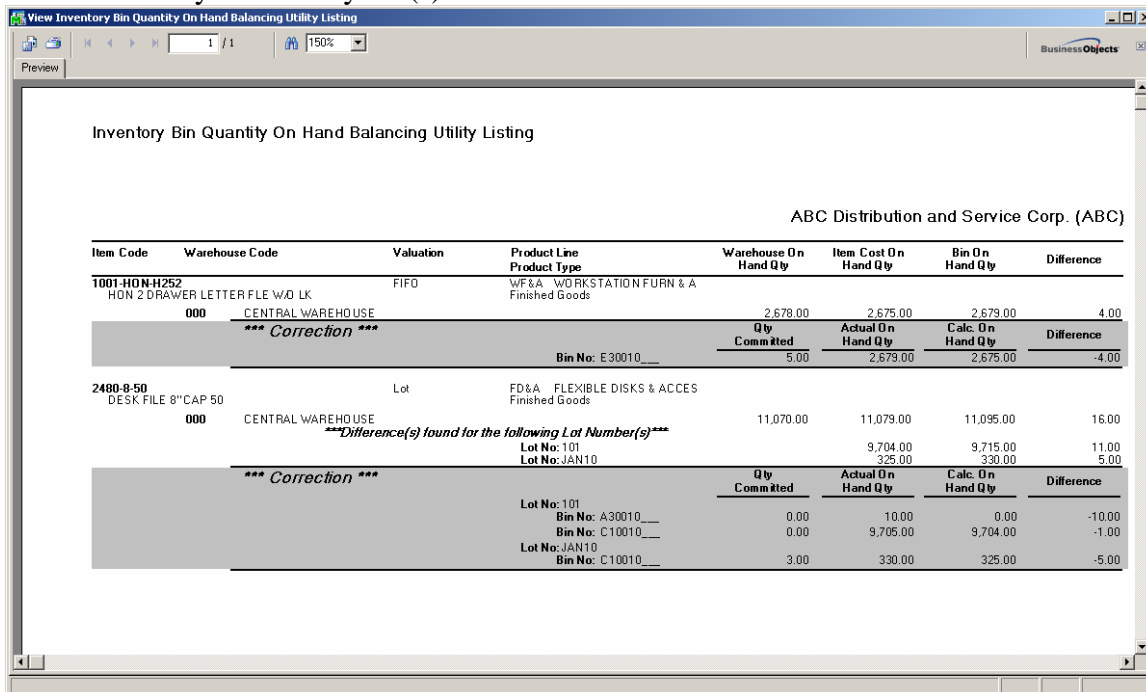 View Inventory Bin Quantity On Hand Balancing Utility Listing
1 / 1 150% BusinessObjects
Preview
Inventory Bin Quantity On Hand Balancing Utility Listing
ABC Distribution and Service Corp. (ABC)
Item Code Warehouse Code Valuation Product Line Warehouse On Item Cost On Bin On Difference
Product Type Hand Qty Hand Qty Hand Qty
1001-HON-H252 FIFO WF&A WORKSTATION FURN & A
HON 2 DRAWER LETTER FLE W/O LK Finished Goods
000 CENTRAL WAREHOUSE 2,678.00 2,675.00 2,679.00 4.00
*** Correction *** Qty Actual On Calc. On Difference
Committed Hand Qty Hand Qty
Bin No: E30010___ 5.00 2,679.00 2,675.00 -4.00
2480-8-50 Lot FD&A FLEXIBLE DISKS & ACCES
DESK FILE 8"CAP 50 Finished Goods
000 CENTRAL WAREHOUSE 11,070.00 11,079.00 11,095.00 16.00
***Difference(s) found for the following Lot Number(s)***
Lot No: 101 9,704.00 9,715.00 11.00
Lot No: JAN10 325.00 330.00 5.00
*** Correction *** Qty Actual On Calc. On Difference
Committed Hand Qty Hand Qty
Lot No: 101
Bin No: A30010___ 0.00 10.00 0.00 -10.00
Bin No: C10010___ 0.00 9,705.00 9,704.00 -1.00
Lot No: JAN10
Bin No: C10010___ 3.00 330.00 325.00 -5.00